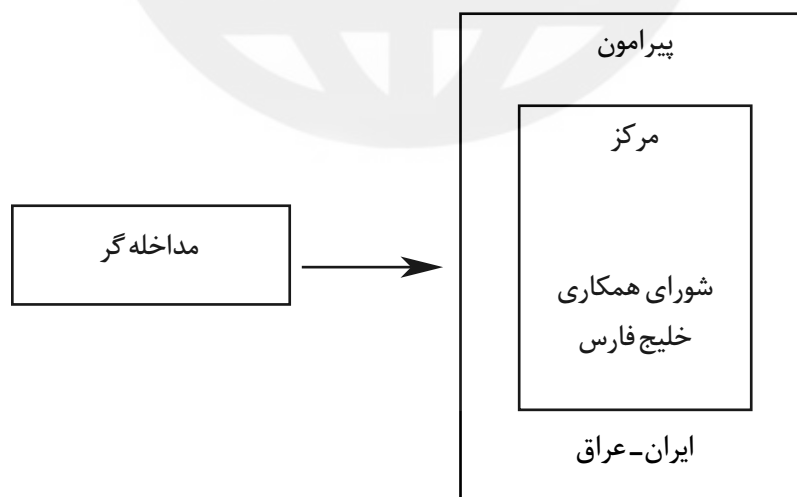 پیرامون
مرکز
مداخله گر
شورای همکاری
خلیج فارس
ایران-عراق